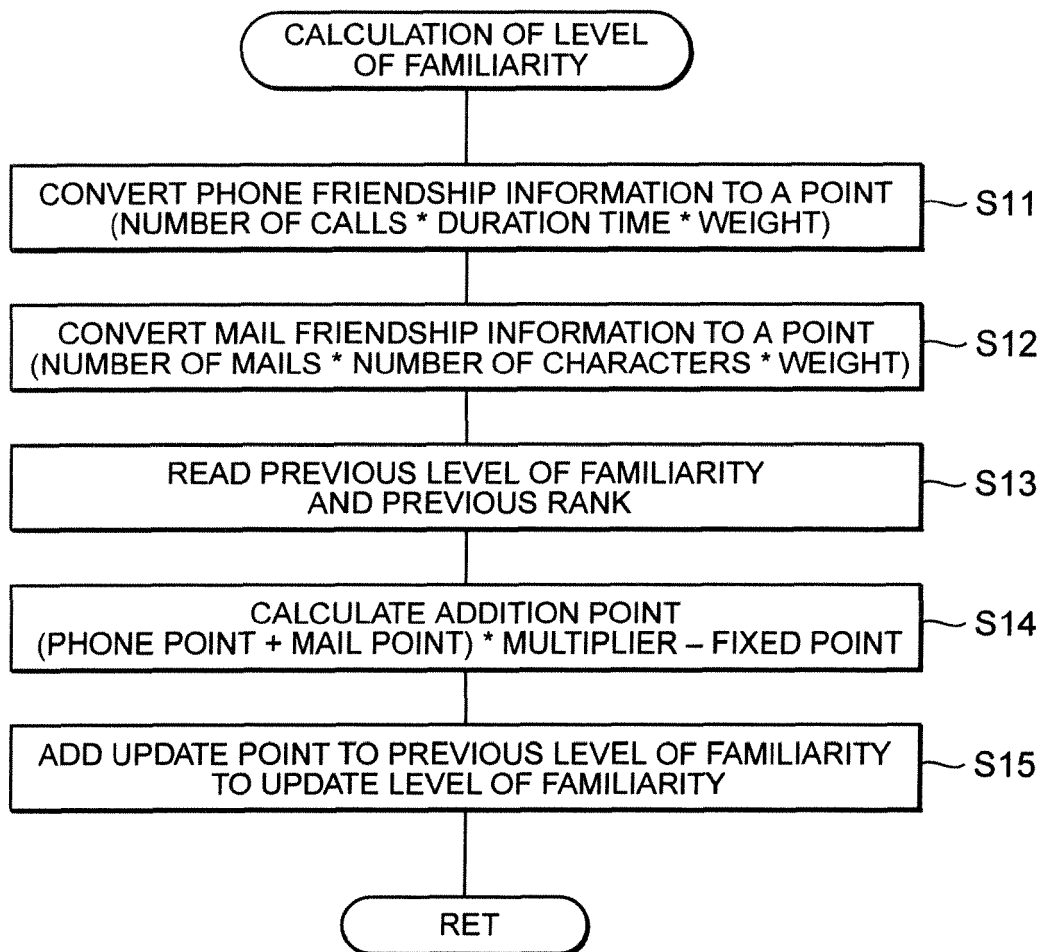 CALCULATION OF LEVEL
OF FAMILIARITY
CONVERT PHONE FRIENDSHIP INFORMATION TO A POINT
(NUMBER OF CALLS * DURATION TIME * WEIGHT)
S11
CONVERT MAIL FRIENDSHIP INFORMATION TO A POINT
(NUMBER OF MAILS * NUMBER OF CHARACTERS * WEIGHT)
S12
READ PREVIOUS LEVEL OF FAMILIARITY
AND PREVIOUS RANK
S13
CALCULATE ADDITION POINT
(PHONE POINT + MAIL POINT) * MULTIPLIER – FIXED POINT
S14
ADD UPDATE POINT TO PREVIOUS LEVEL OF FAMILIARITY
TO UPDATE LEVEL OF FAMILIARITY
S15
RET